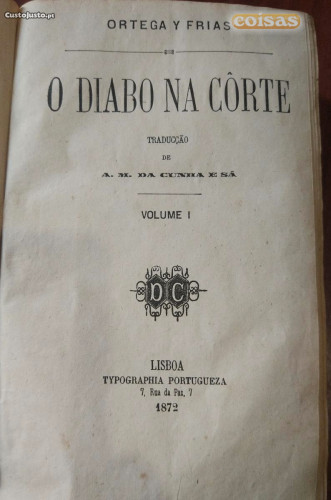 CustoJusto.pt
coisas
ORTEGA Y FRIAS
O DIABO NA CÔRTE
TRADUCÇÃO
DE
A. M. DA CUNHA E SÁ
VOLUME I
D C
LISBOA
TYPOGRAPHIA PORTUGUEZA
7, Rua da Paz, 7
1872